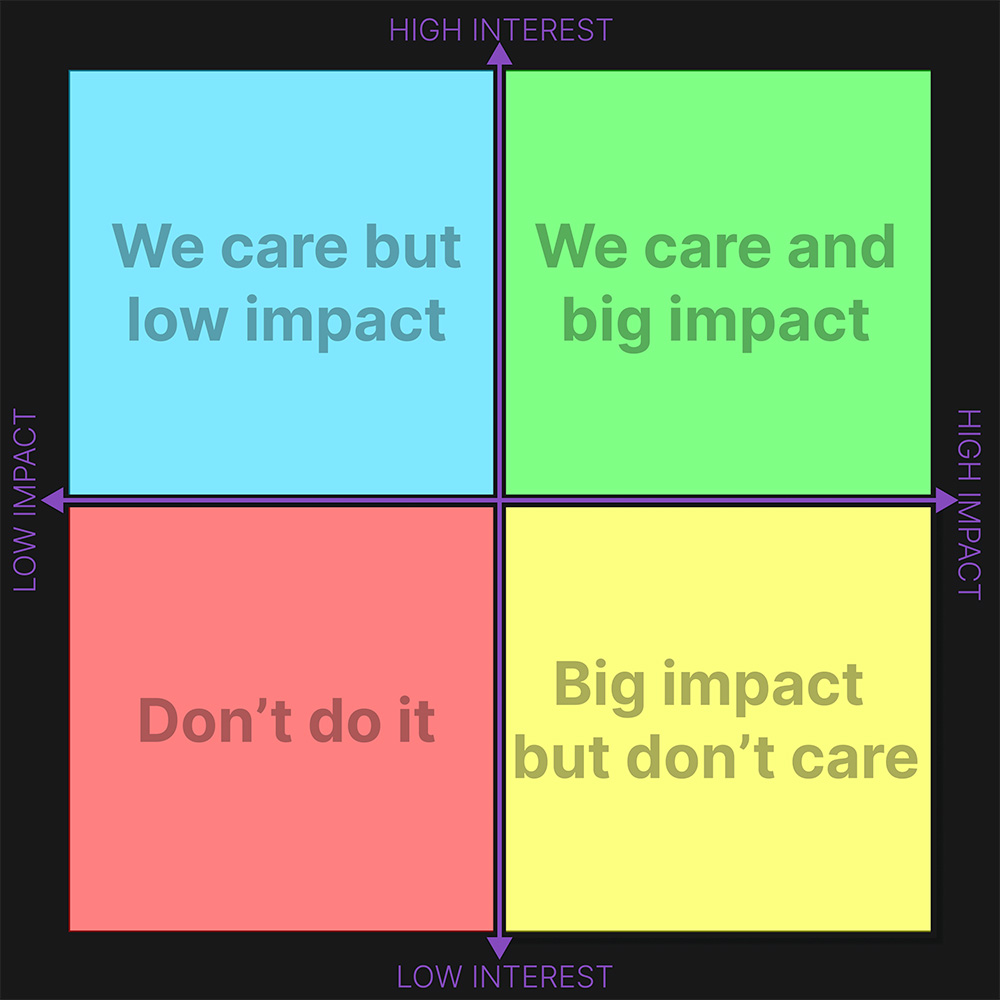 HIGH INTEREST
We care but
low impact
We care and
big impact
LOW IMPACT
HIGH IMPACT
Don’t do it
Big impact
but don’t care
LOW INTEREST